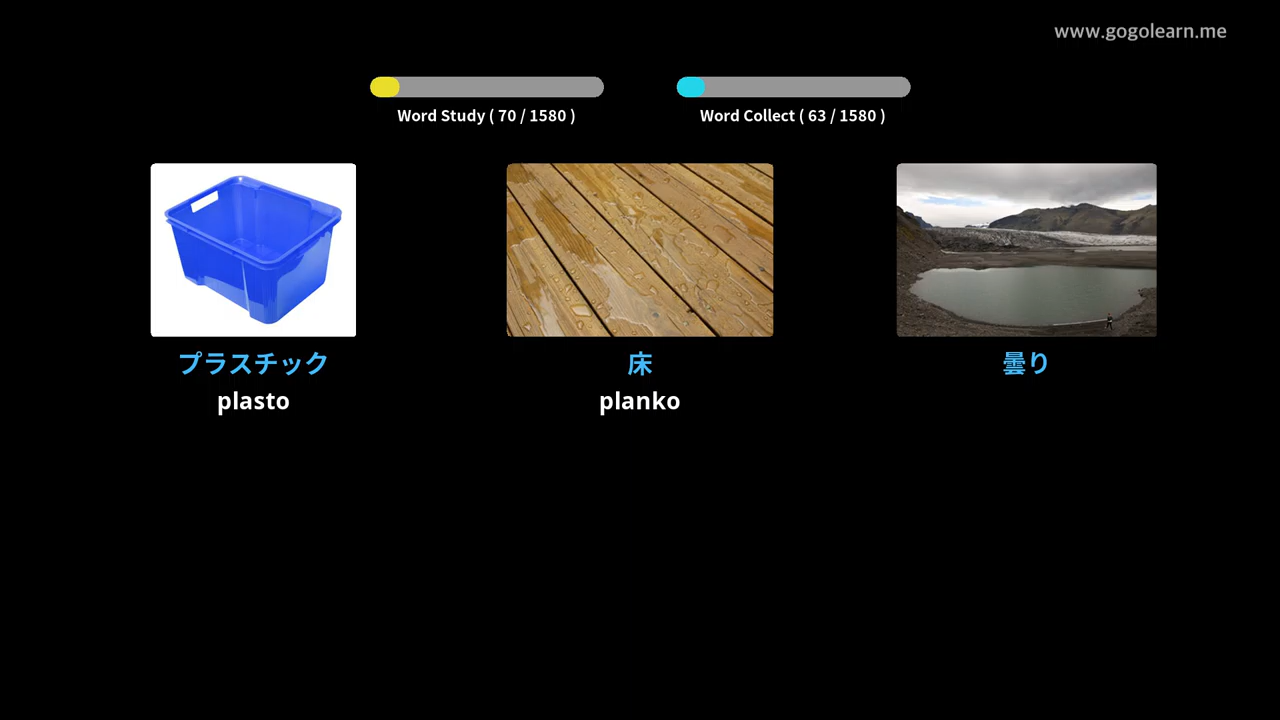 www.gogolearn.me
Word Study ( 70 / 1580 )
Word Collect ( 63 / 1580 )
プラスチック
plasto
床
planko
曇り